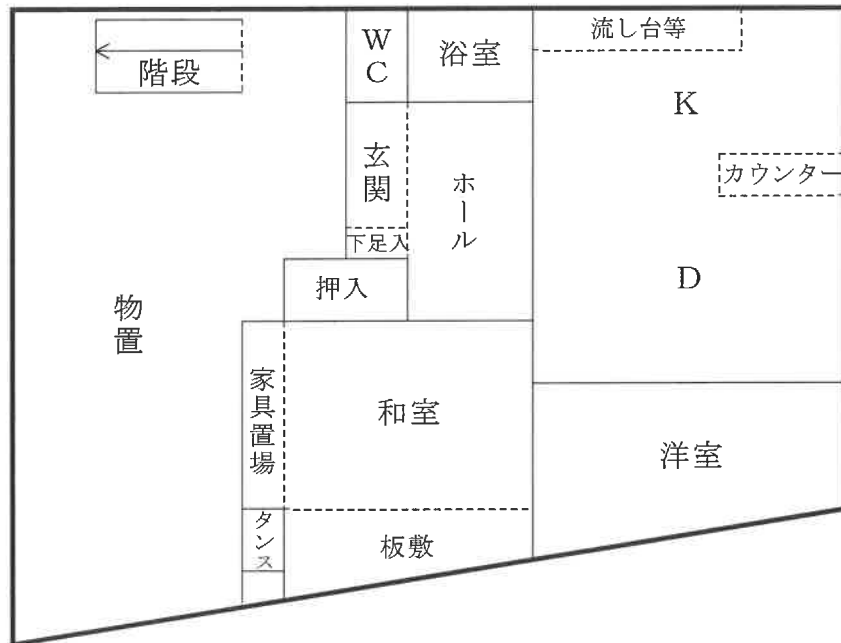 階段
WC
浴室
流し台等
K
カウンター
玄関
ホール
下足入
押入
D
物置
家具置場
和室
洋室
タンス
板敷